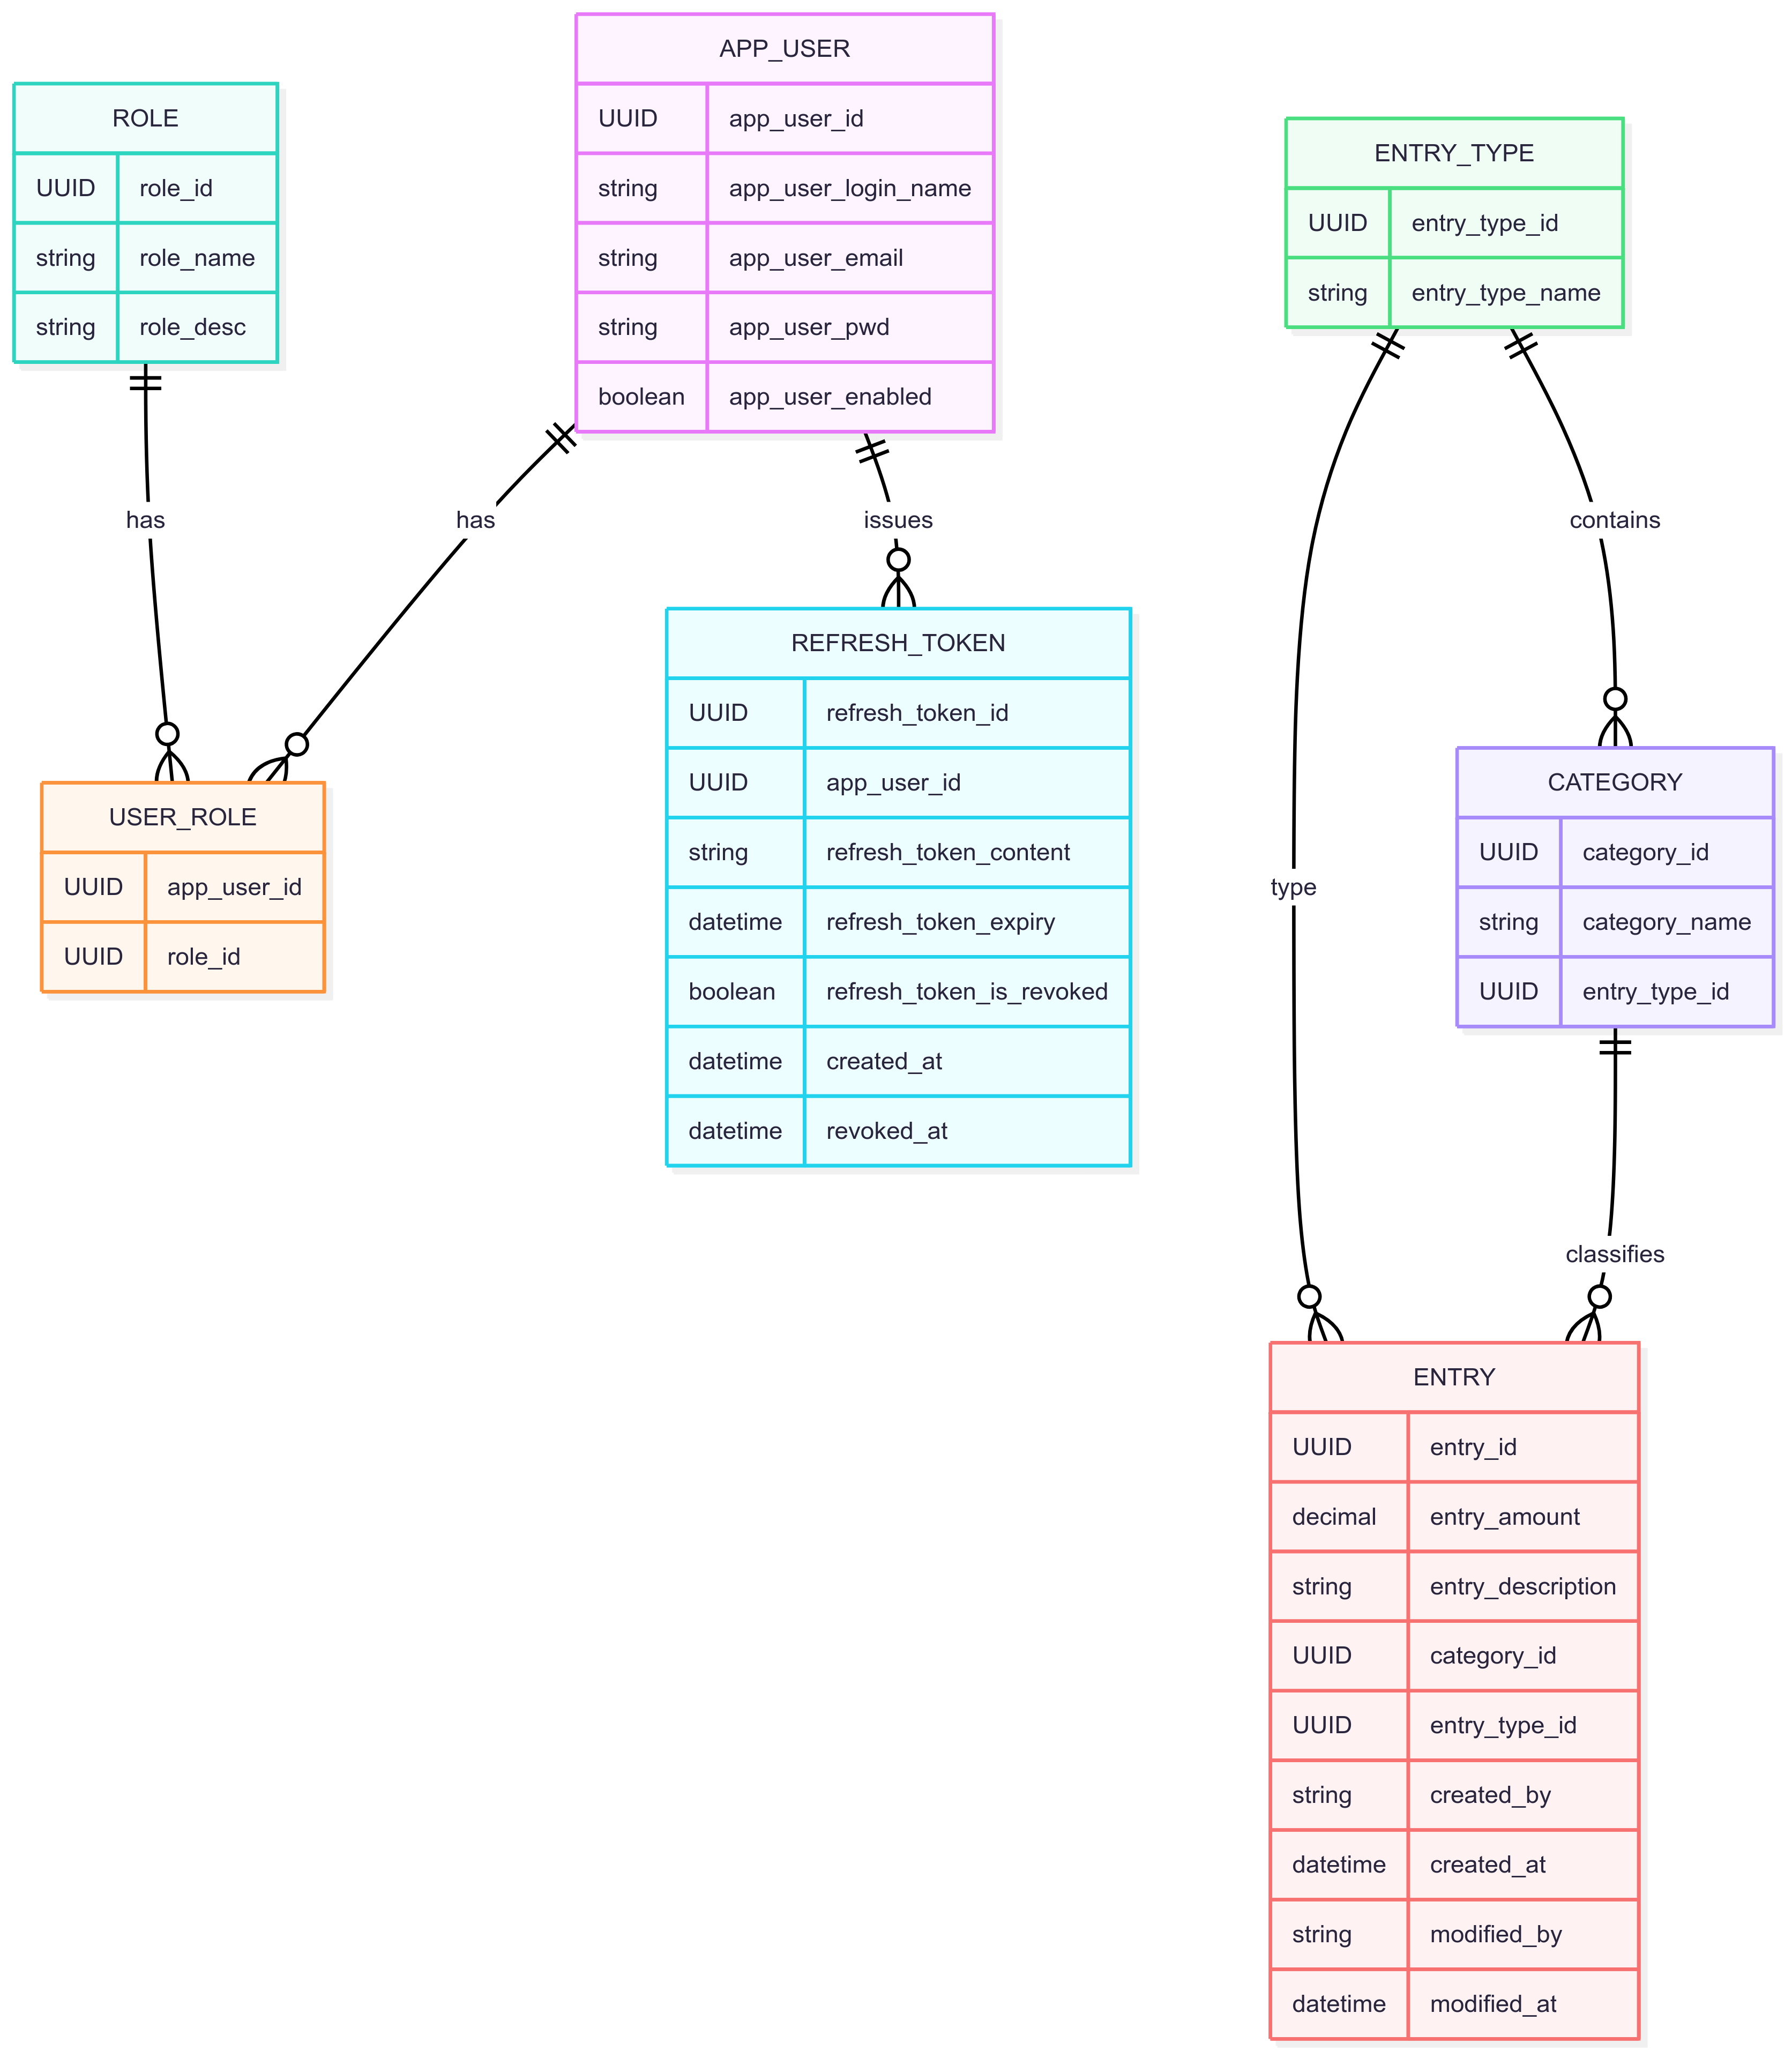 ROLE
UUID role_id
string role_name
string role_desc
APP_USER
UUID app_user_id
string app_user_login_name
string app_user_email
string app_user_pwd
boolean app_user_enabled
ENTRY_TYPE
UUID entry_type_id
string entry_type_name
has
has
issues
contains
USER_ROLE
UUID app_user_id
UUID role_id
REFRESH_TOKEN
UUID refresh_token_id
UUID app_user_id
string refresh_token_content
datetime refresh_token_expiry
boolean refresh_token_is_revoked
datetime created_at
datetime revoked_at
type
CATEGORY
UUID category_id
string category_name
UUID entry_type_id
classifies
ENTRY
UUID entry_id
decimal entry_amount
string entry_description
UUID category_id
UUID entry_type_id
string created_by
datetime created_at
string modified_by
datetime modified_at